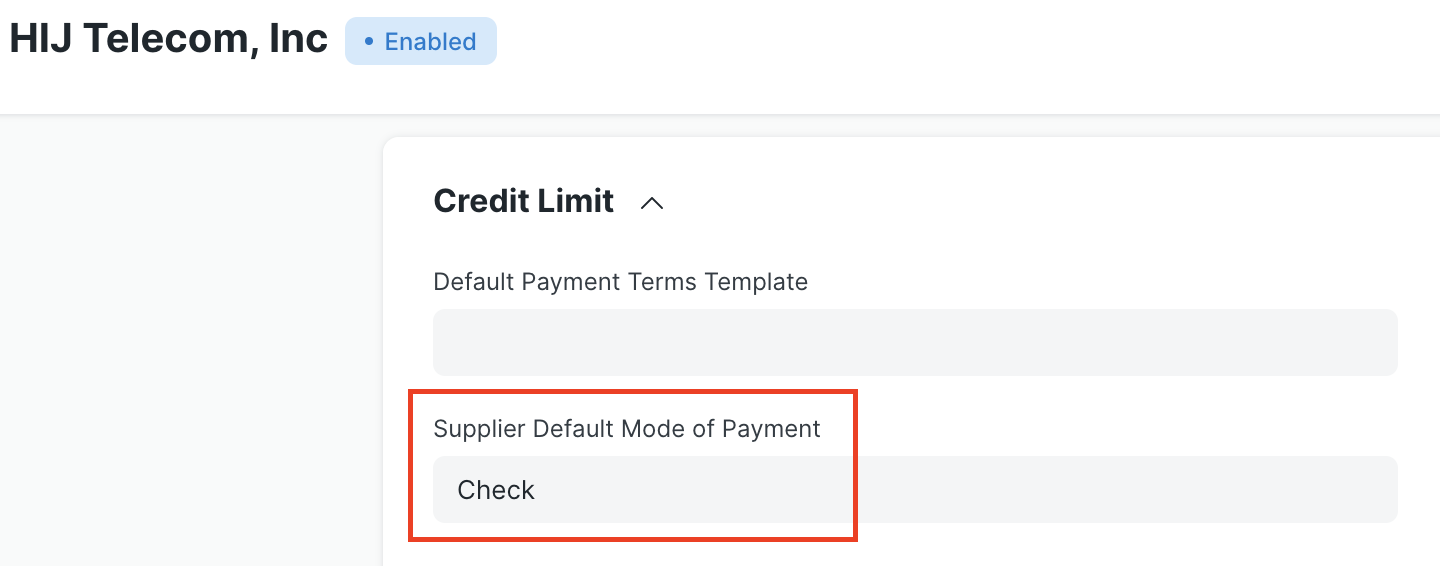 HIJ Telecom, Inc
Enabled
Credit Limit
Default Payment Terms Template
Supplier Default Mode of Payment
Check